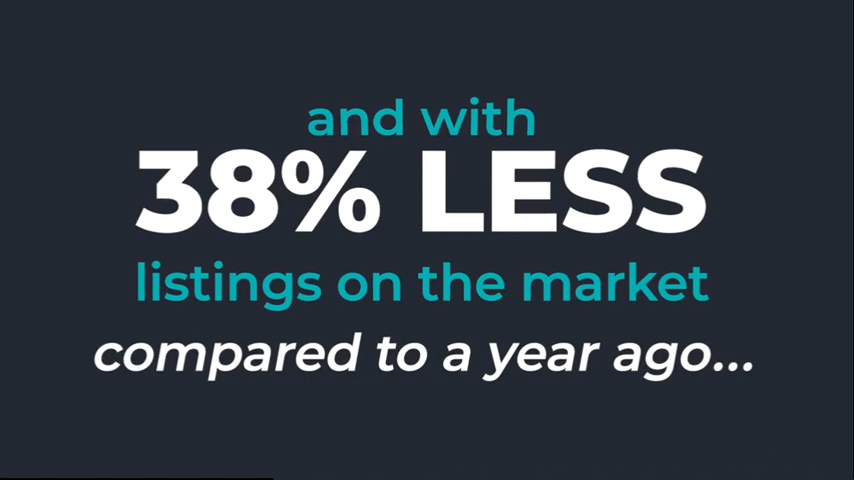 and with
38% LESS
listings on the market
compared to a year ago...